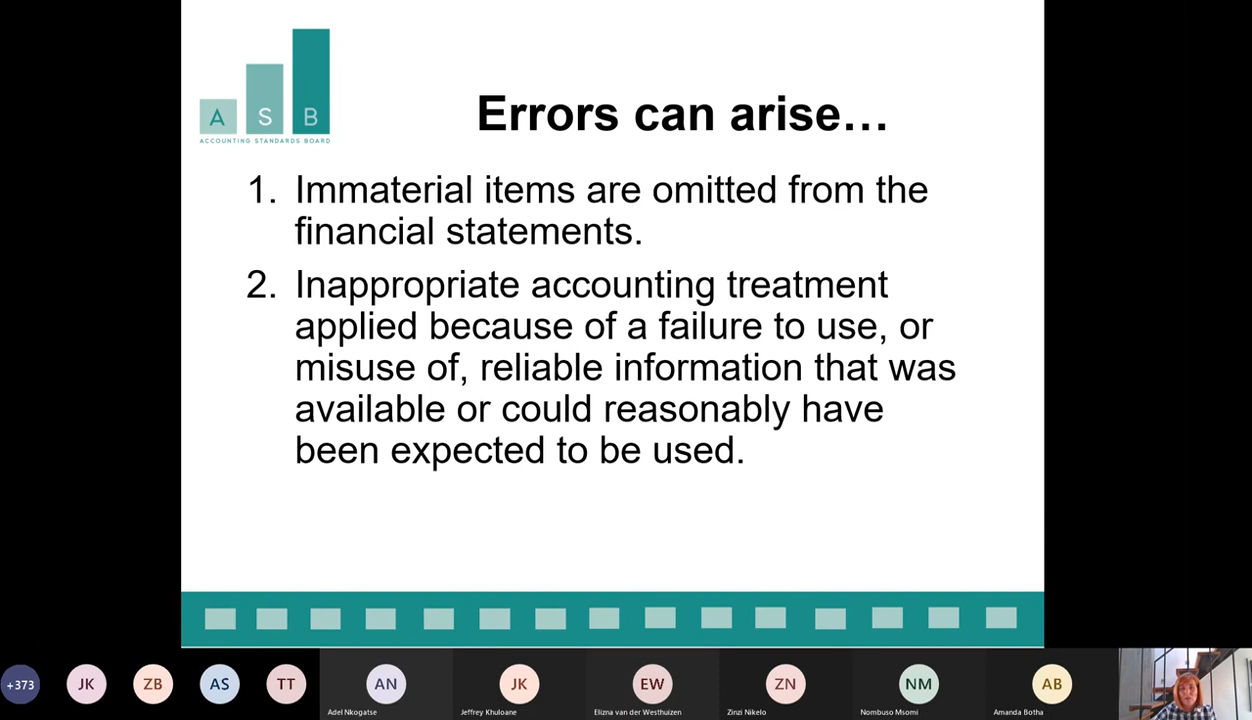 A S B
ACCOUNTING STANDARDS BOARD
Errors can arise…
1. Immaterial items are omitted from the
financial statements.
2. Inappropriate accounting treatment
applied because of a failure to use, or
misuse of, reliable information that was
available or could reasonably have
been expected to be used.
+373 JK ZB AS TT AN JK EW ZN NM AB
Adel Nkogatse Jeffrey Khuloane Elizna van der Westhuizen Zinzi Nikelo Nombuso Msomi Amanda Botha